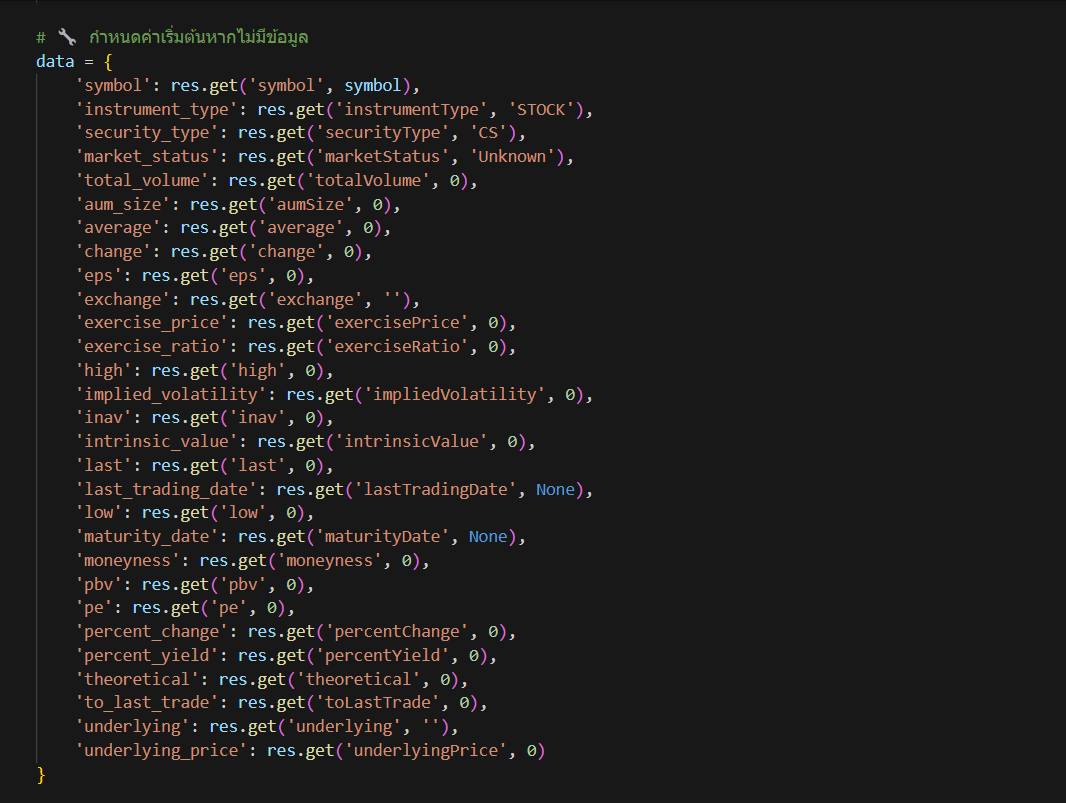 # 🔧 กำหนดค่าเริ่มต้นหากไม่มีข้อมูล
data = {
    'symbol': res.get('symbol', symbol),
    'instrument_type': res.get('instrumentType', 'STOCK'),
    'security_type': res.get('securityType', 'CS'),
    'market_status': res.get('marketStatus', 'Unknown'),
    'total_volume': res.get('totalVolume', 0),
    'aum_size': res.get('aumSize', 0),
    'average': res.get('average', 0),
    'change': res.get('change', 0),
    'eps': res.get('eps', 0),
    'exchange': res.get('exchange', ''),
    'exercise_price': res.get('exercisePrice', 0),
    'exercise_ratio': res.get('exerciseRatio', 0),
    'high': res.get('high', 0),
    'implied_volatility': res.get('impliedVolatility', 0),
    'inav': res.get('inav', 0),
    'intrinsic_value': res.get('intrinsicValue', 0),
    'last': res.get('last', 0),
    'last_trading_date': res.get('lastTradingDate', None),
    'low': res.get('low', 0),
    'maturity_date': res.get('maturityDate', None),
    'moneyness': res.get('moneyness', 0),
    'pbv': res.get('pbv', 0),
    'pe': res.get('pe', 0),
    'percent_change': res.get('percentChange', 0),
    'percent_yield': res.get('percentYield', 0),
    'theoretical': res.get('theoretical', 0),
    'to_last_trade': res.get('toLastTrade', 0),
    'underlying': res.get('underlying', ''),
    'underlying_price': res.get('underlyingPrice', 0)
}